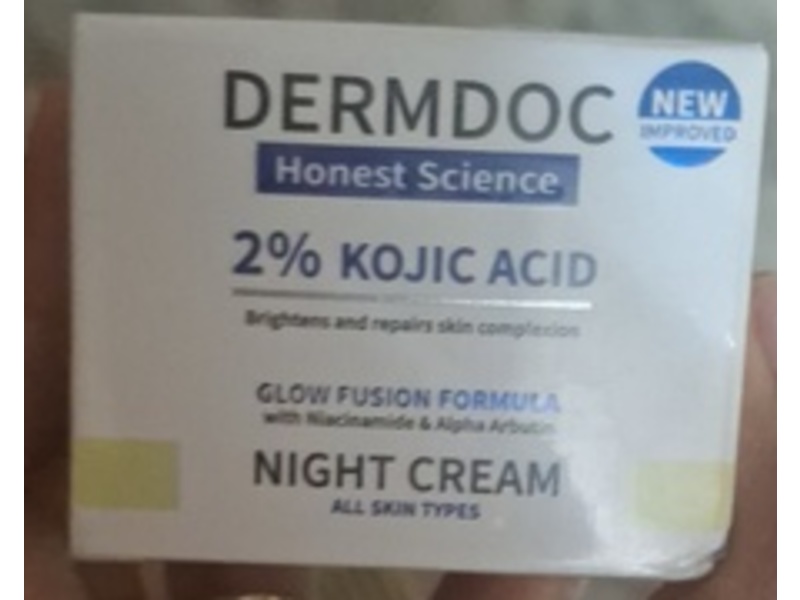 DERMDOC
NEW
IMPROVED
Honest Science
2% KOJIC ACID
Brightens and repairs skin complexion
GLOW FUSION FORMULA
with Niacinamide & Alpha Arbutin
NIGHT CREAM
ALL SKIN TYPES